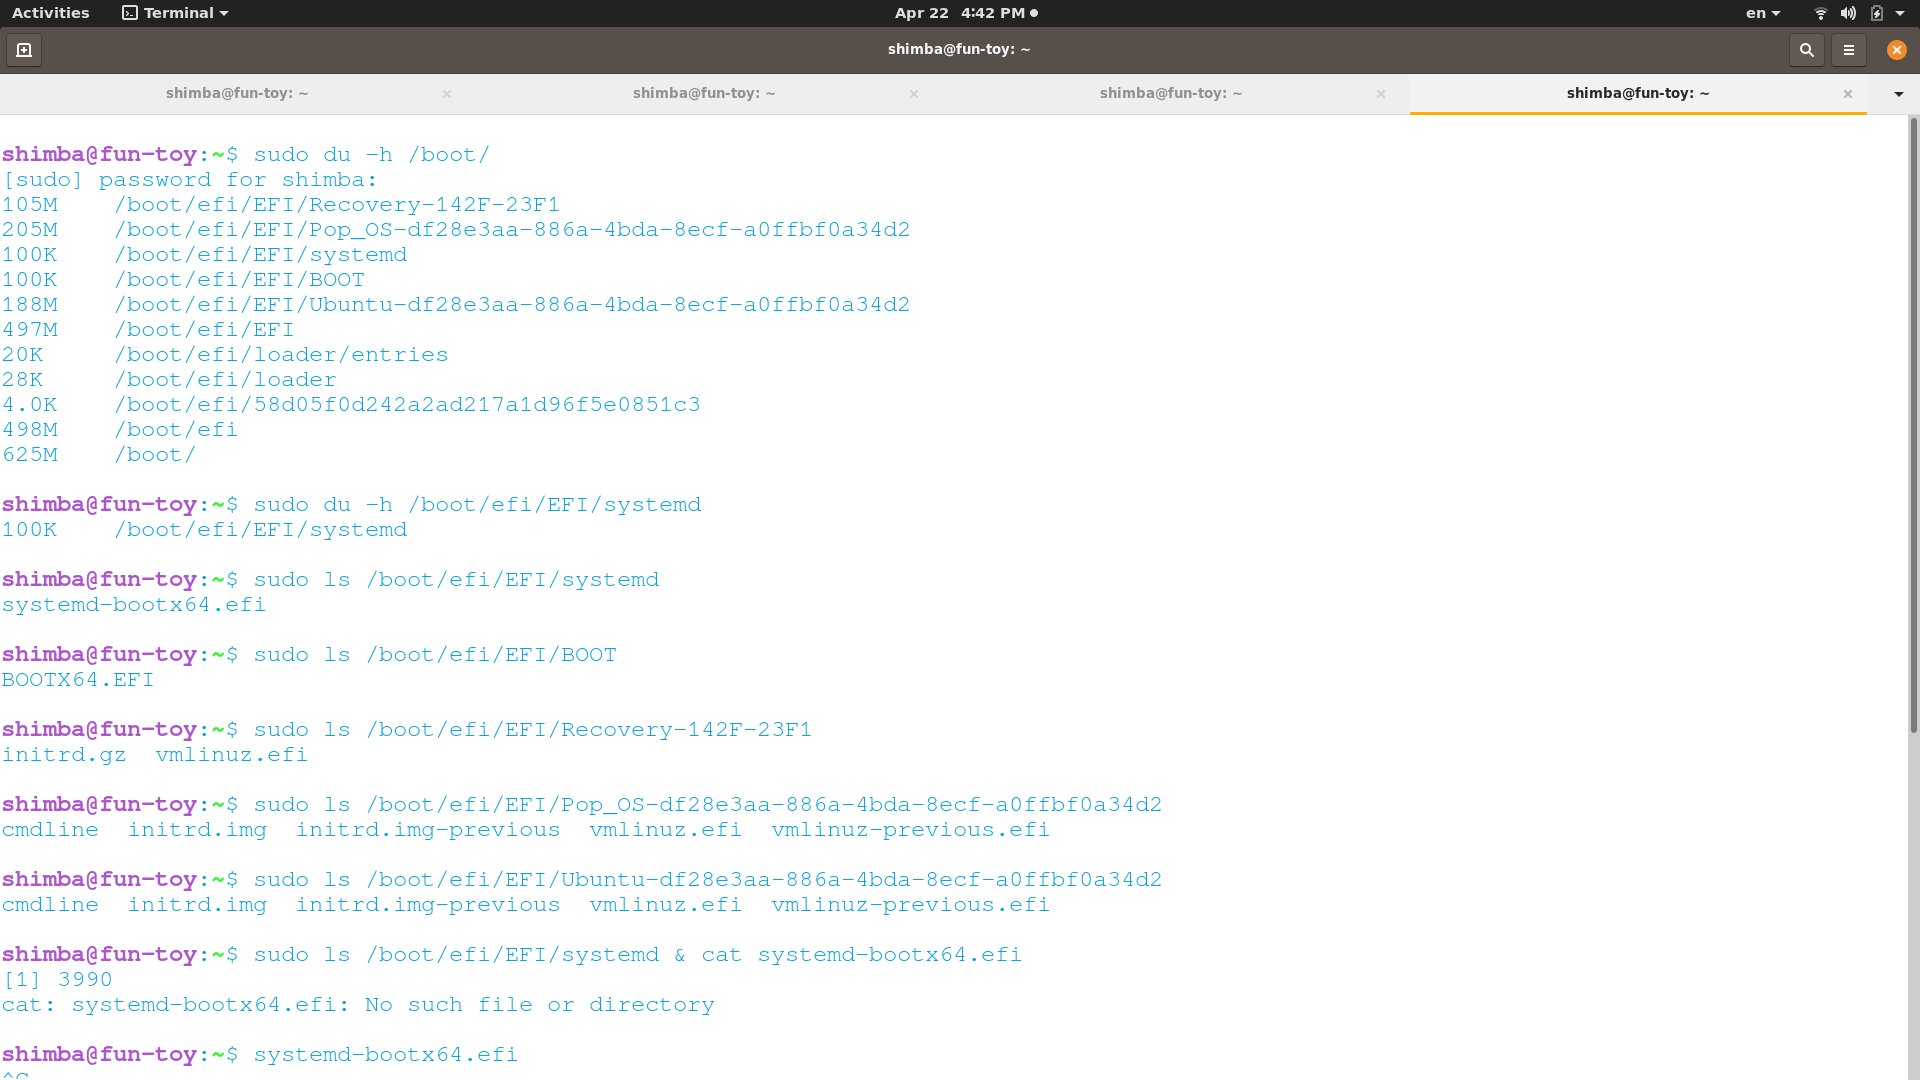 Activities Terminal Apr 22 4:42 PM en
shimba@fun-toy: ~
shimba@fun-toy: ~ × shimba@fun-toy: ~ × shimba@fun-toy: ~ × shimba@fun-toy: ~ ×
shimba@fun-toy:~$ sudo du -h /boot/
[sudo] password for shimba:
105M /boot/efi/EFI/Recovery-142F-23F1
205M /boot/efi/EFI/Pop_OS-df28e3aa-886a-4bda-8ecf-a0ffbf0a34d2
100K /boot/efi/EFI/systemd
100K /boot/efi/EFI/BOOT
188M /boot/efi/EFI/Ubuntu-df28e3aa-886a-4bda-8ecf-a0ffbf0a34d2
497M /boot/efi/EFI
20K /boot/efi/loader/entries
28K /boot/efi/loader
4.0K /boot/efi/58d05f0d242a2ad217a1d96f5e0851c3
498M /boot/efi
625M /boot/
shimba@fun-toy:~$ sudo du -h /boot/efi/EFI/systemd
100K /boot/efi/EFI/systemd
shimba@fun-toy:~$ sudo ls /boot/efi/EFI/systemd
systemd-bootx64.efi
shimba@fun-toy:~$ sudo ls /boot/efi/EFI/BOOT
BOOTX64.EFI
shimba@fun-toy:~$ sudo ls /boot/efi/EFI/Recovery-142F-23F1
initrd.gz vmlinuz.efi
shimba@fun-toy:~$ sudo ls /boot/efi/EFI/Pop_OS-df28e3aa-886a-4bda-8ecf-a0ffbf0a34d2
cmdline initrd.img initrd.img-previous vmlinuz.efi vmlinuz-previous.efi
shimba@fun-toy:~$ sudo ls /boot/efi/EFI/Ubuntu-df28e3aa-886a-4bda-8ecf-a0ffbf0a34d2
cmdline initrd.img initrd.img-previous vmlinuz.efi vmlinuz-previous.efi
shimba@fun-toy:~$ sudo ls /boot/efi/EFI/systemd & cat systemd-bootx64.efi
[1] 3990
cat: systemd-bootx64.efi: No such file or directory
shimba@fun-toy:~$ systemd-bootx64.efi
^C